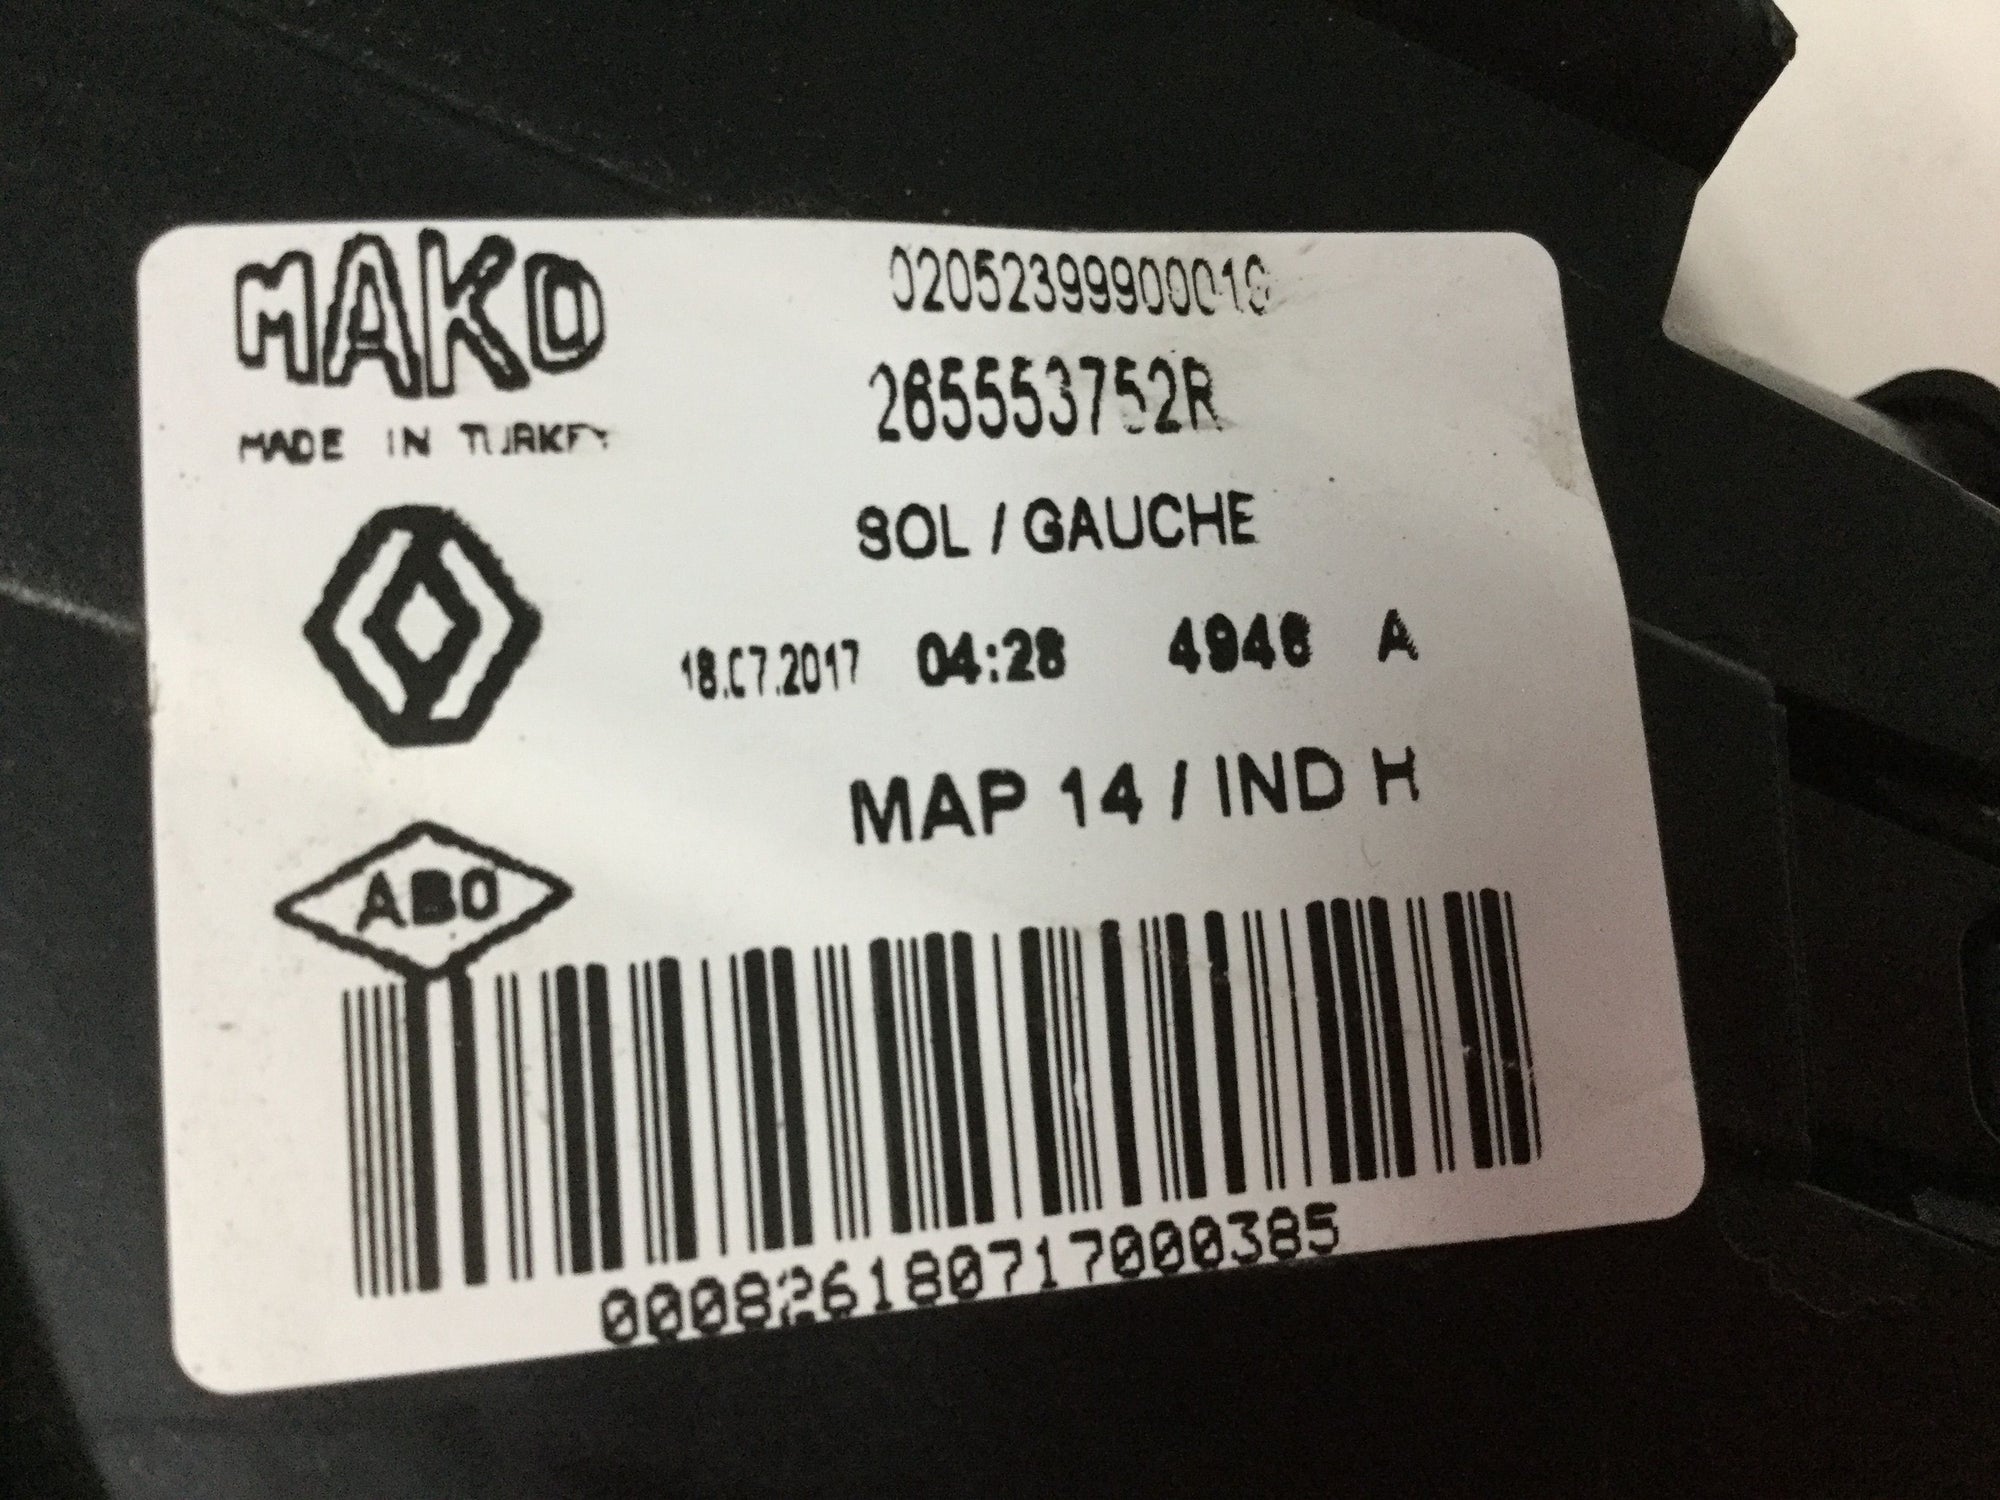 MAKO
MADE IN TURKEY
0205239990001
265553752R
SOL / GAUCHE
18.07.2017 04:28 4946 A
MAP 14 / IND H
ABO
000826180717000385